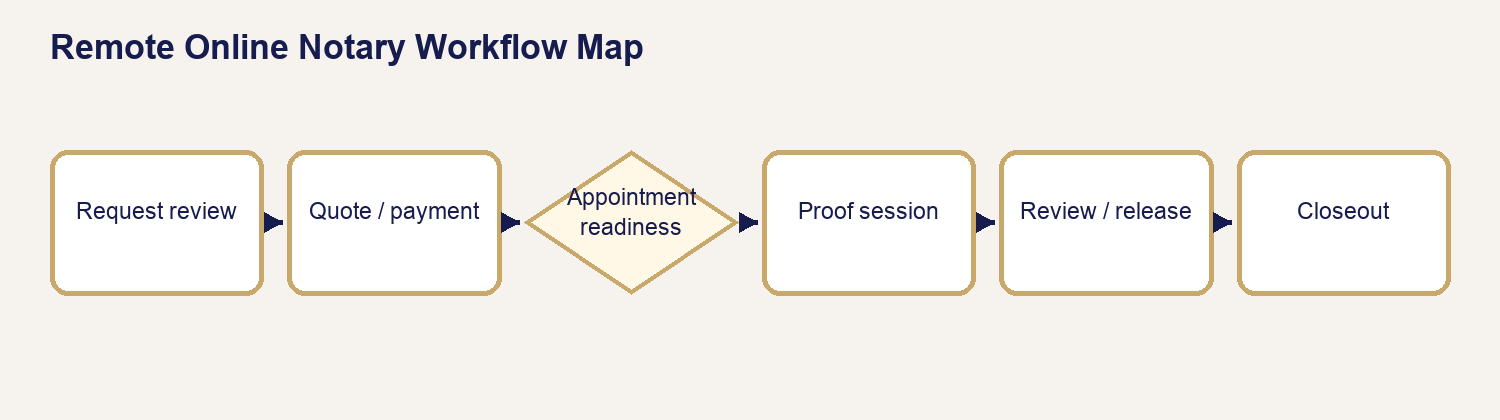 Remote Online Notary Workflow Map
Request review
Quote / payment
Appointment
readiness
Proof session
Review / release
Closeout